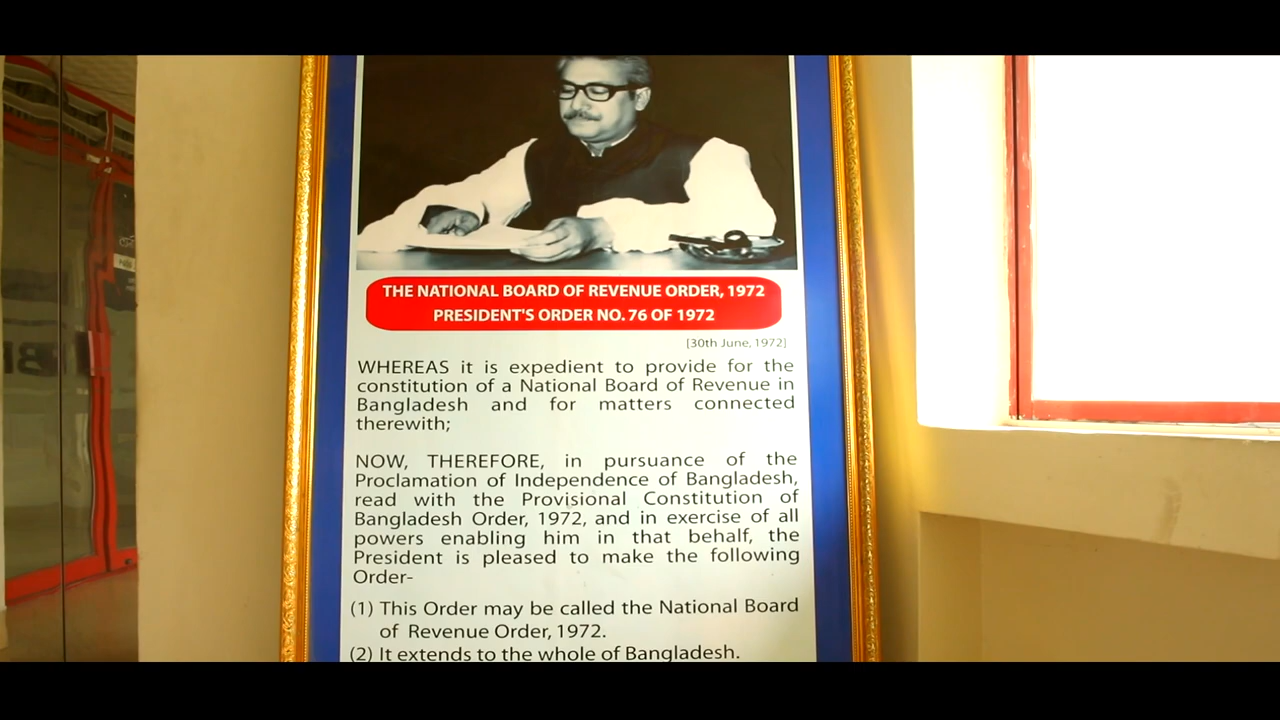 THE NATIONAL BOARD OF REVENUE ORDER, 1972
PRESIDENT'S ORDER NO. 76 OF 1972
[30th June, 1972]
WHEREAS it is expedient to provide for the
constitution of a National Board of Revenue in
Bangladesh and for matters connected
therewith;
NOW, THEREFORE, in pursuance of the
Proclamation of Independence of Bangladesh,
read with the Provisional Constitution of
Bangladesh Order, 1972, and in exercise of all
powers enabling him in that behalf, the
President is pleased to make the following
Order-
(1) This Order may be called the National Board
of Revenue Order, 1972.
(2) It extends to the whole of Bangladesh.